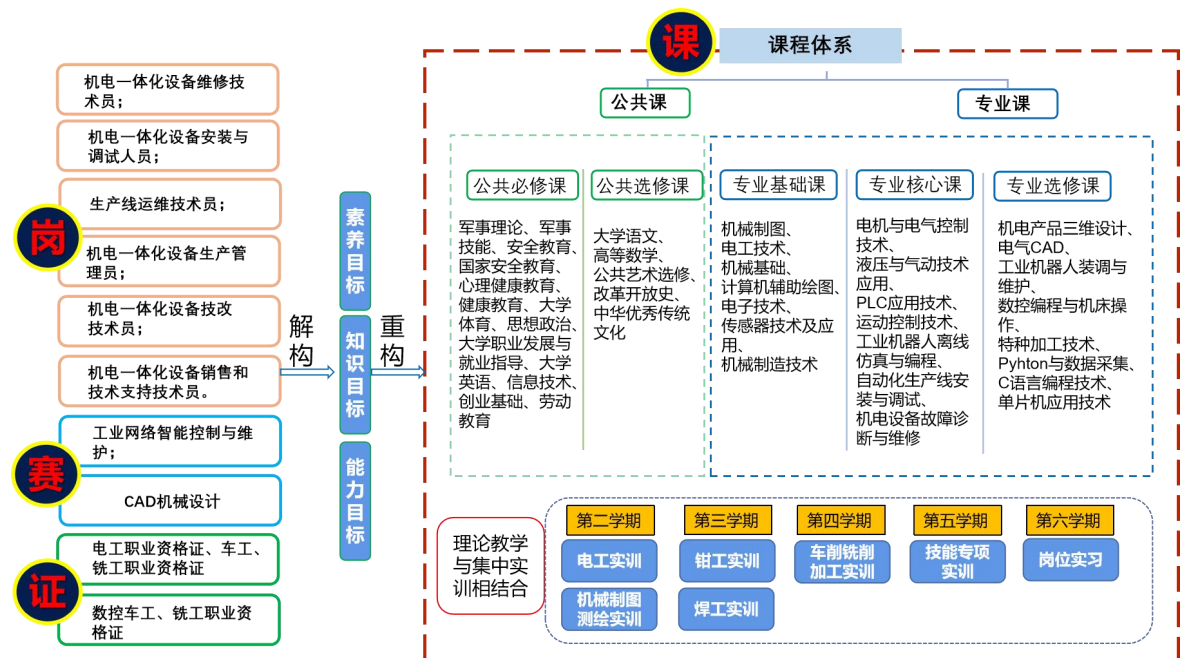 课
课程体系
公共课
专业课
岗
机电一体化设备维修技
术员；
机电一体化设备安装与
调试人员；
生产线运维技术员；
机电一体化设备生产管
理员；
机电一体化设备技改
技术员；
机电一体化设备销售和
技术支持技术员。
赛
工业网络智能控制与维
护；
CAD机械设计
证
电工职业资格证、车工、
铣工职业资格证
数控车工、铣工职业资
格证
解
构
素
养
目
标
知
识
目
标
能
力
目
标
重
构
公共必修课
军事理论、军事
技能、安全教育、
国家安全教育、
心理健康教育、
健康教育、大学
体育、思想政治、
大学职业发展与
就业指导、大学
英语、信息技术、
创业基础、劳动
教育
公共选修课
大学语文、
高等数学、
公共艺术选修、
改革开放史、
中华优秀传统
文化
专业基础课
机械制图、
电工技术、
机械基础、
计算机辅助绘图、
电子技术、
传感器技术及应
用、
机械制造技术
专业核心课
电机与电气控制
技术、
液压与气动技术
应用、
PLC应用技术、
运动控制技术、
工业机器人离线
仿真与编程、
自动化生产线安
装与调试、
机电设备故障诊
断与维修
专业选修课
机电产品三维设计、
电气CAD、
工业机器人装调与
维护、
数控编程与机床操
作、
特种加工技术、
Pyhton与数据采集、
C语言编程技术、
单片机应用技术
理论教学
与集中实
训相结合
第二学期
电工实训
机械制图
测绘实训
第三学期
钳工实训
焊工实训
第四学期
车削铣削
加工实训
第五学期
技能专项
实训
第六学期
岗位实习